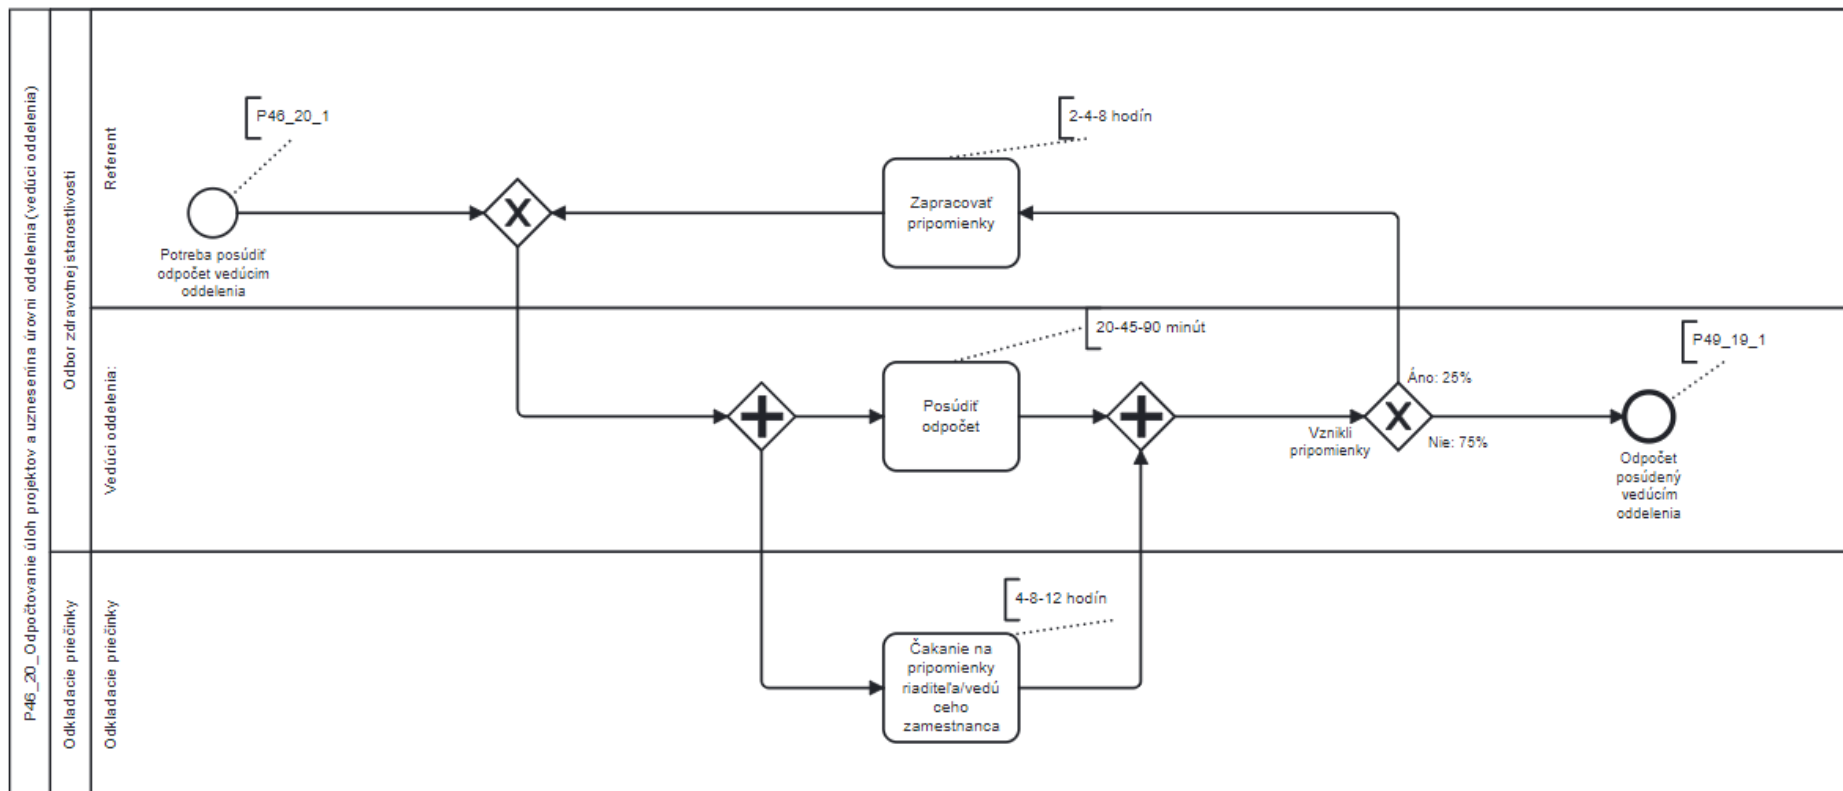 P46_20_Odpočtovanie úloh projektov a uznesenina úrovni oddelenia (vedúci oddelenia)
Odbor zdravotnej starostlivosti
Referent
P46_20_1
Potreba posúdiť
odpočet vedúcim
oddelenia
2-4-8 hodín
Zapracovať
pripomienky
Vedúci oddelenia:
20-45-90 minút
Posúdiť
odpočet
Vznikli
pripomienky
Áno: 25%
Nie: 75%
P49_19_1
Odpočet
posúdený
vedúcím
oddelenia
Odkladacie priečinky
Odkladacie priečinky
4-8-12 hodín
Čakanie na
pripomienky
riaditeľa/vedú
ceho
zamestnanca